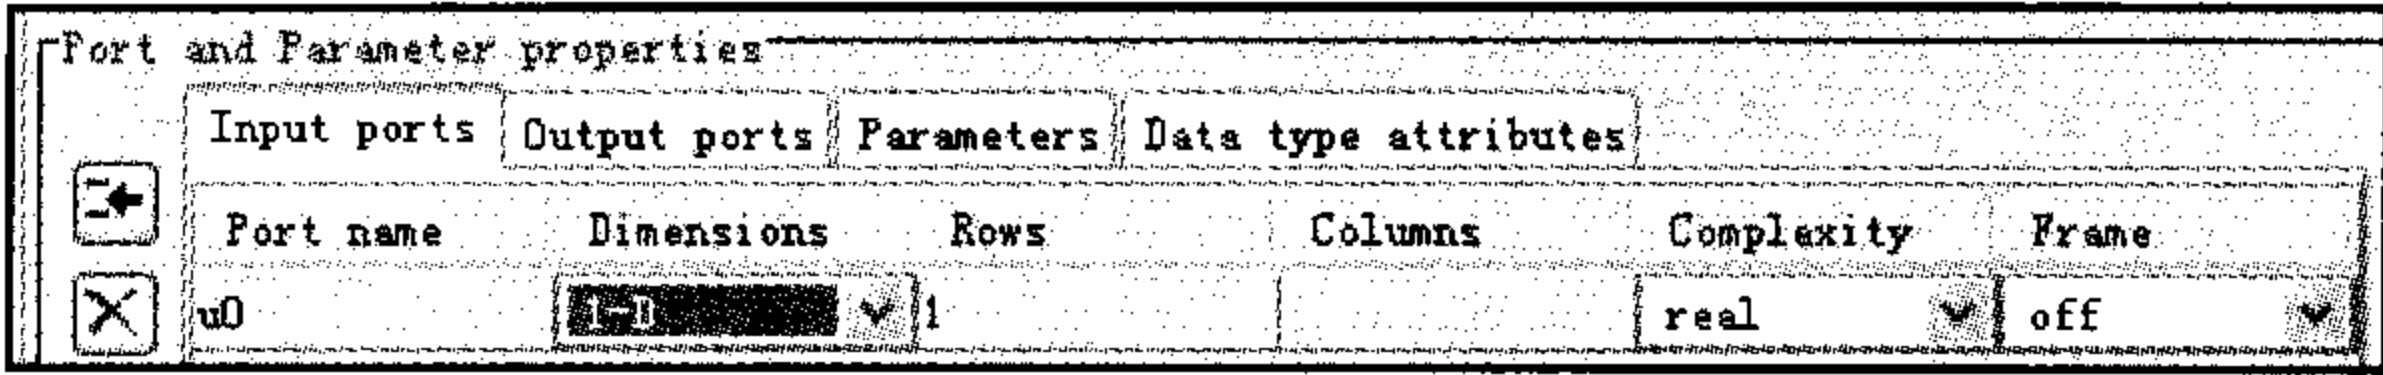 Port and Parameter properties
Input ports Output ports Parameters Data type attributes
Port name Dimensions Rows Columns Complexity Frame
u0 1-D 1 real off